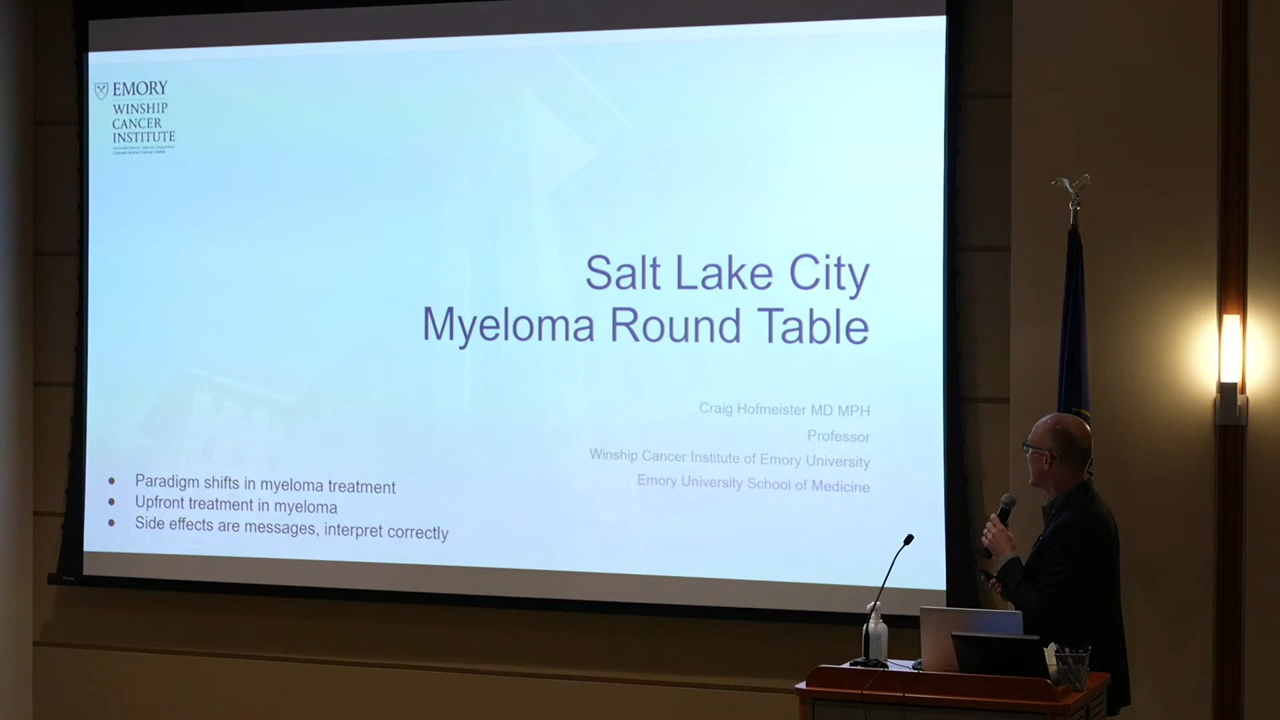 EMORY
WINSHIP
CANCER
INSTITUTE
Salt Lake City
Myeloma Round Table
Craig Hofmeister MD MPH
Professor
Winship Cancer Institute of Emory University
Emory University School of Medicine
• Paradigm shifts in myeloma treatment
• Upfront treatment in myeloma
• Side effects are messages, interpret correctly